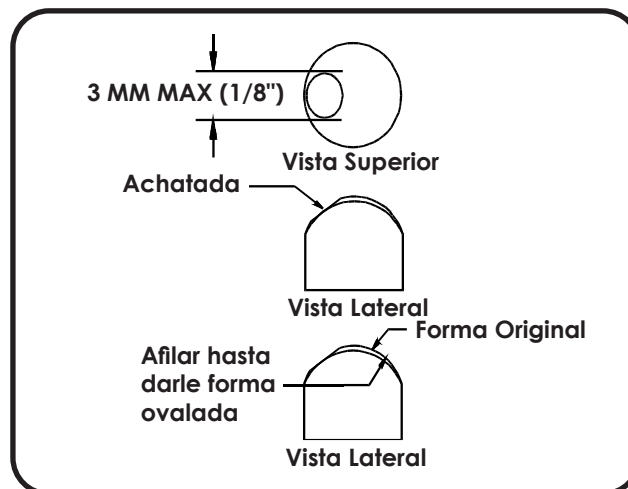 3 MM MAX (1/8")
Vista Superior
Achatada
Vista Lateral
Forma Original
Afilar hasta
darle forma
ovalada
Vista Lateral